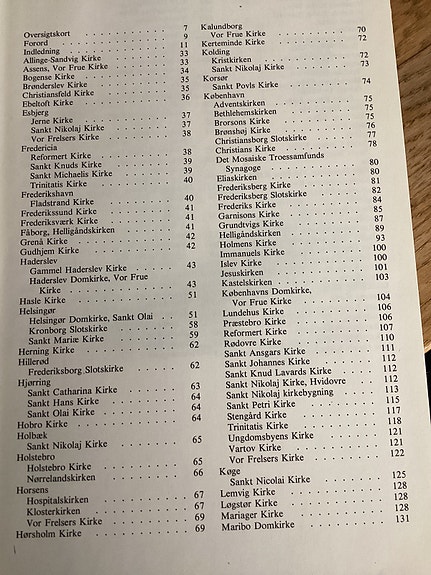 Oversigtskort . . . . . . . . 7
Forord . . . . . . . . 9
Indledning . . . . . . . . 11
Allinge-Sandvig Kirke . . . . . . . . 33
Assens, Vor Frue Kirke . . . . . . . . 33
Bogense Kirke . . . . . . . . 34
Brønderslev Kirke . . . . . . . . 35
Christiansfeld Kirke . . . . . . . . 35
Ebeltoft Kirke . . . . . . . . 36
Esbjerg
Jerne Kirke . . . . . . . . 37
Sankt Nikolaj Kirke . . . . . . . . 37
Vor Frelsers Kirke . . . . . . . . 38
Fredericia
Reformert Kirke . . . . . . . . 38
Sankt Knuds Kirke . . . . . . . . 39
Sankt Michaelis Kirke . . . . . . . . 39
Trinitatis Kirke . . . . . . . . 40
Frederikshavn
Fladstrand Kirke . . . . . . . . 40
Frederikssund Kirke . . . . . . . . 41
Frederiksværk Kirke . . . . . . . . 41
Fåborg, Helligåndskirken . . . . . . . . 41
Grenå Kirke . . . . . . . . 42
Gudhjem Kirke . . . . . . . . 42
Haderslev
Gammel Haderslev Kirke . . . . . . . . 43
Haderslev Domkirke, Vor Frue
Kirke . . . . . . . . 43
Hasle Kirke . . . . . . . . 51
Helsingør
Helsingør Domkirke, Sankt Olai . . . . . . . . 51
Kronborg Slotskirke . . . . . . . . 58
Sankt Mariæ Kirke . . . . . . . . 59
Herning Kirke . . . . . . . . 62
Hillerød
Frederiksborg Slotskirke . . . . . . . . 62
Hjørring
Sankt Catharina Kirke . . . . . . . . 63
Sankt Hans Kirke . . . . . . . . 64
Sankt Olai Kirke . . . . . . . . 64
Hobro Kirke . . . . . . . . 64
Holbæk
Sankt Nikolaj Kirke . . . . . . . . 65
Holstebro
Holstebro Kirke . . . . . . . . 65
Nørrelandskirken . . . . . . . . 66
Horsens
Hospitalskirken . . . . . . . . 67
Klosterkirken . . . . . . . . 67
Vor Frelsers Kirke . . . . . . . . 69
Hørsholm Kirke . . . . . . . . 69
Kalundborg
Vor Frue Kirke . . . . . . . . 70
Kerteminde Kirke . . . . . . . . 72
Kolding
Kristkirken . . . . . . . . 72
Sankt Nikolaj Kirke . . . . . . . . 73
Korsør
Sankt Povls Kirke . . . . . . . . 74
København
Adventskirken . . . . . . . . 75
Bethlehemskirken . . . . . . . . 75
Brorsons Kirke . . . . . . . . 75
Brønshøj Kirke . . . . . . . . 76
Christiansborg Slotskirke . . . . . . . . 77
Christians Kirke . . . . . . . . 78
Det Mosaiske Troessamfunds
Synagoge . . . . . . . . 80
Eliaskirken . . . . . . . . 80
Frederiksberg Kirke . . . . . . . . 81
Frederiksberg Slotskirke . . . . . . . . 82
Frederiks Kirke . . . . . . . . 84
Garnisons Kirke . . . . . . . . 85
Grundtvigs Kirke . . . . . . . . 87
Helligåndskirken . . . . . . . . 89
Holmens Kirke . . . . . . . . 93
Immanuels Kirke . . . . . . . . 100
Islev Kirke . . . . . . . . 100
Jesuskirken . . . . . . . . 101
Kastelskirken . . . . . . . . 103
Københavns Domkirke,
Vor Frue Kirke . . . . . . . . 104
Lundehus Kirke . . . . . . . . 106
Præstebro Kirke . . . . . . . . 106
Reformert Kirke . . . . . . . . 107
Rødovre Kirke . . . . . . . . 110
Sankt Ansgars Kirke . . . . . . . . 111
Sankt Johannes Kirke . . . . . . . . 112
Sankt Knud Lavards Kirke . . . . . . . . 112
Sankt Nikolaj Kirke, Hvidovre . . . . . . . . 112
Sankt Nikolaj kirkebygning . . . . . . . . 113
Sankt Petri Kirke . . . . . . . . 115
Stengård Kirke . . . . . . . . 117
Trinitatis Kirke . . . . . . . . 118
Ungdomsbyens Kirke . . . . . . . . 121
Vartov Kirke . . . . . . . . 121
Vor Frelsers Kirke . . . . . . . . 122
Køge
Sankt Nicolai Kirke . . . . . . . . 125
Lemvig Kirke . . . . . . . . 128
Løgstør Kirke . . . . . . . . 128
Mariager Kirke . . . . . . . . 128
Maribo Domkirke . . . . . . . . 131